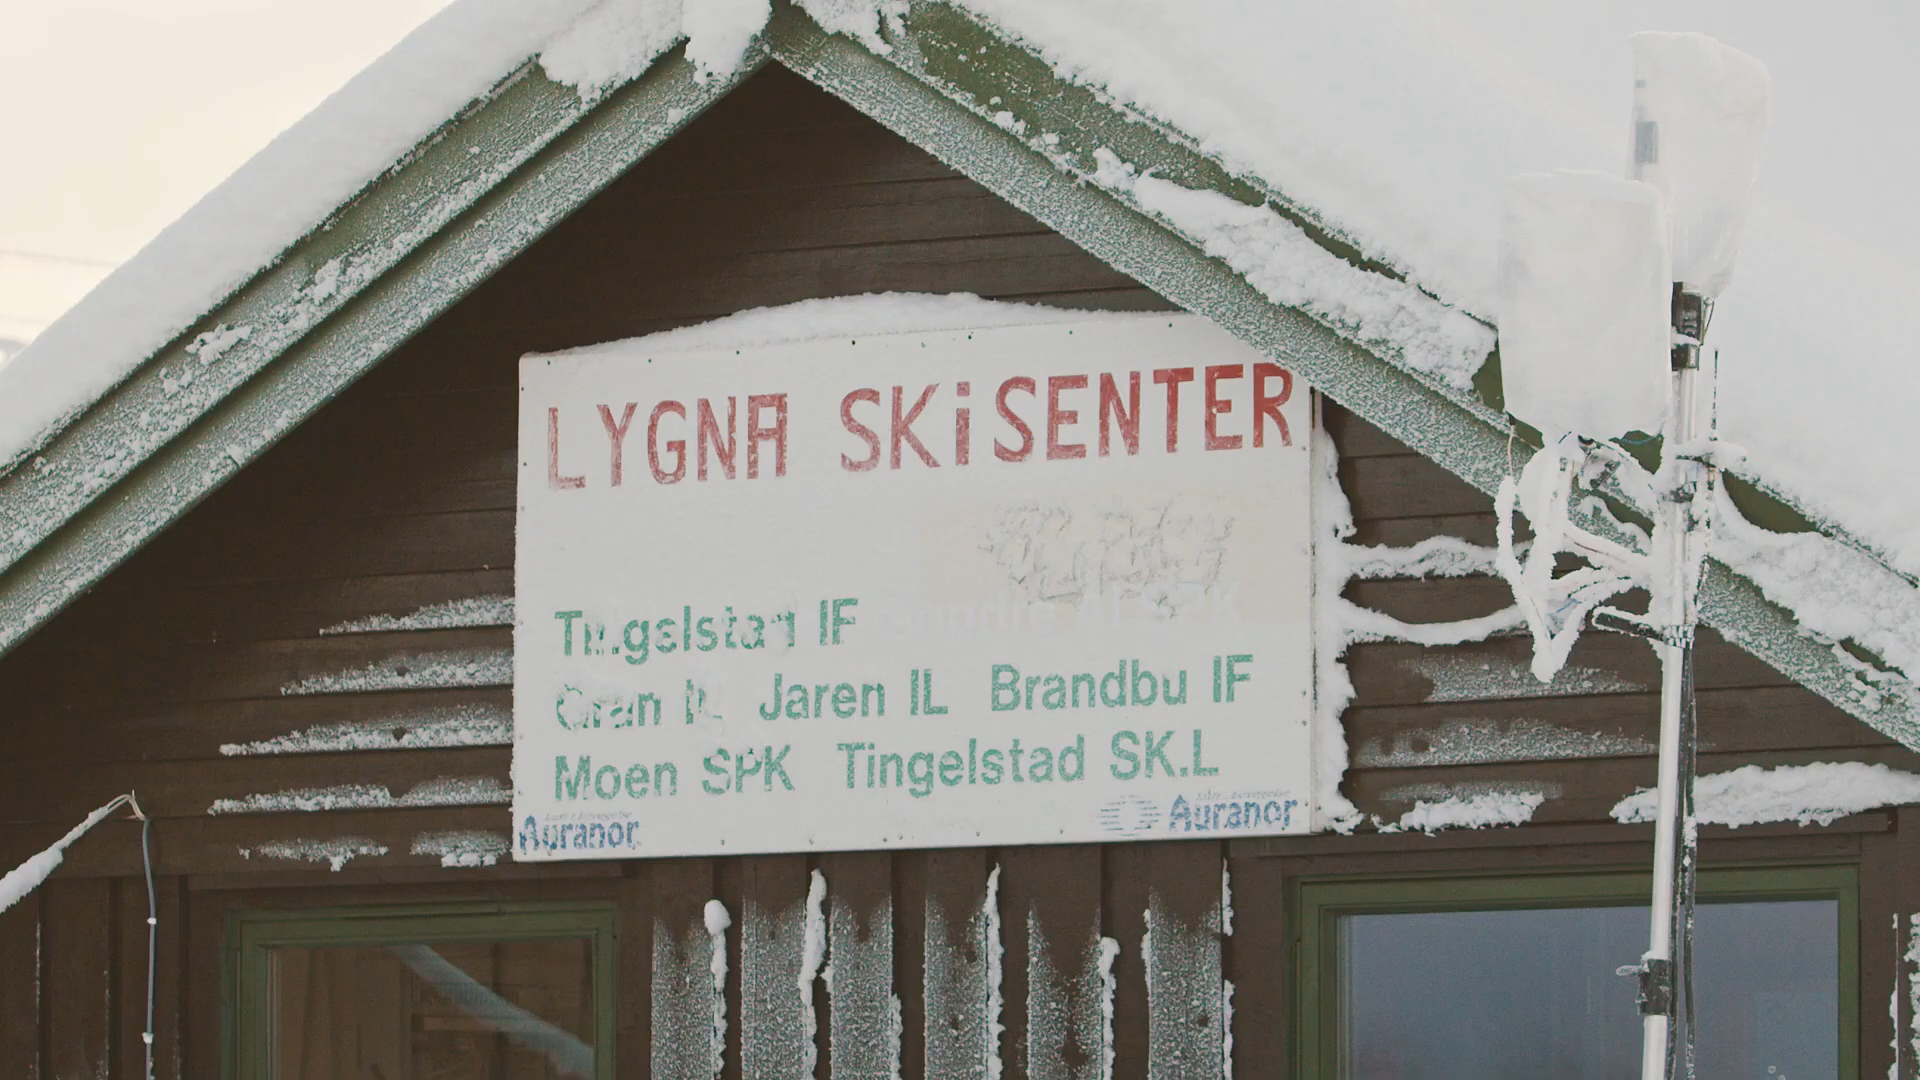 LYGNA SKiSENTER
Tingelstad IF
Gran IL Jaren IL Brandbu IF
Moen SPK Tingelstad SK.L
Auranor Auranor